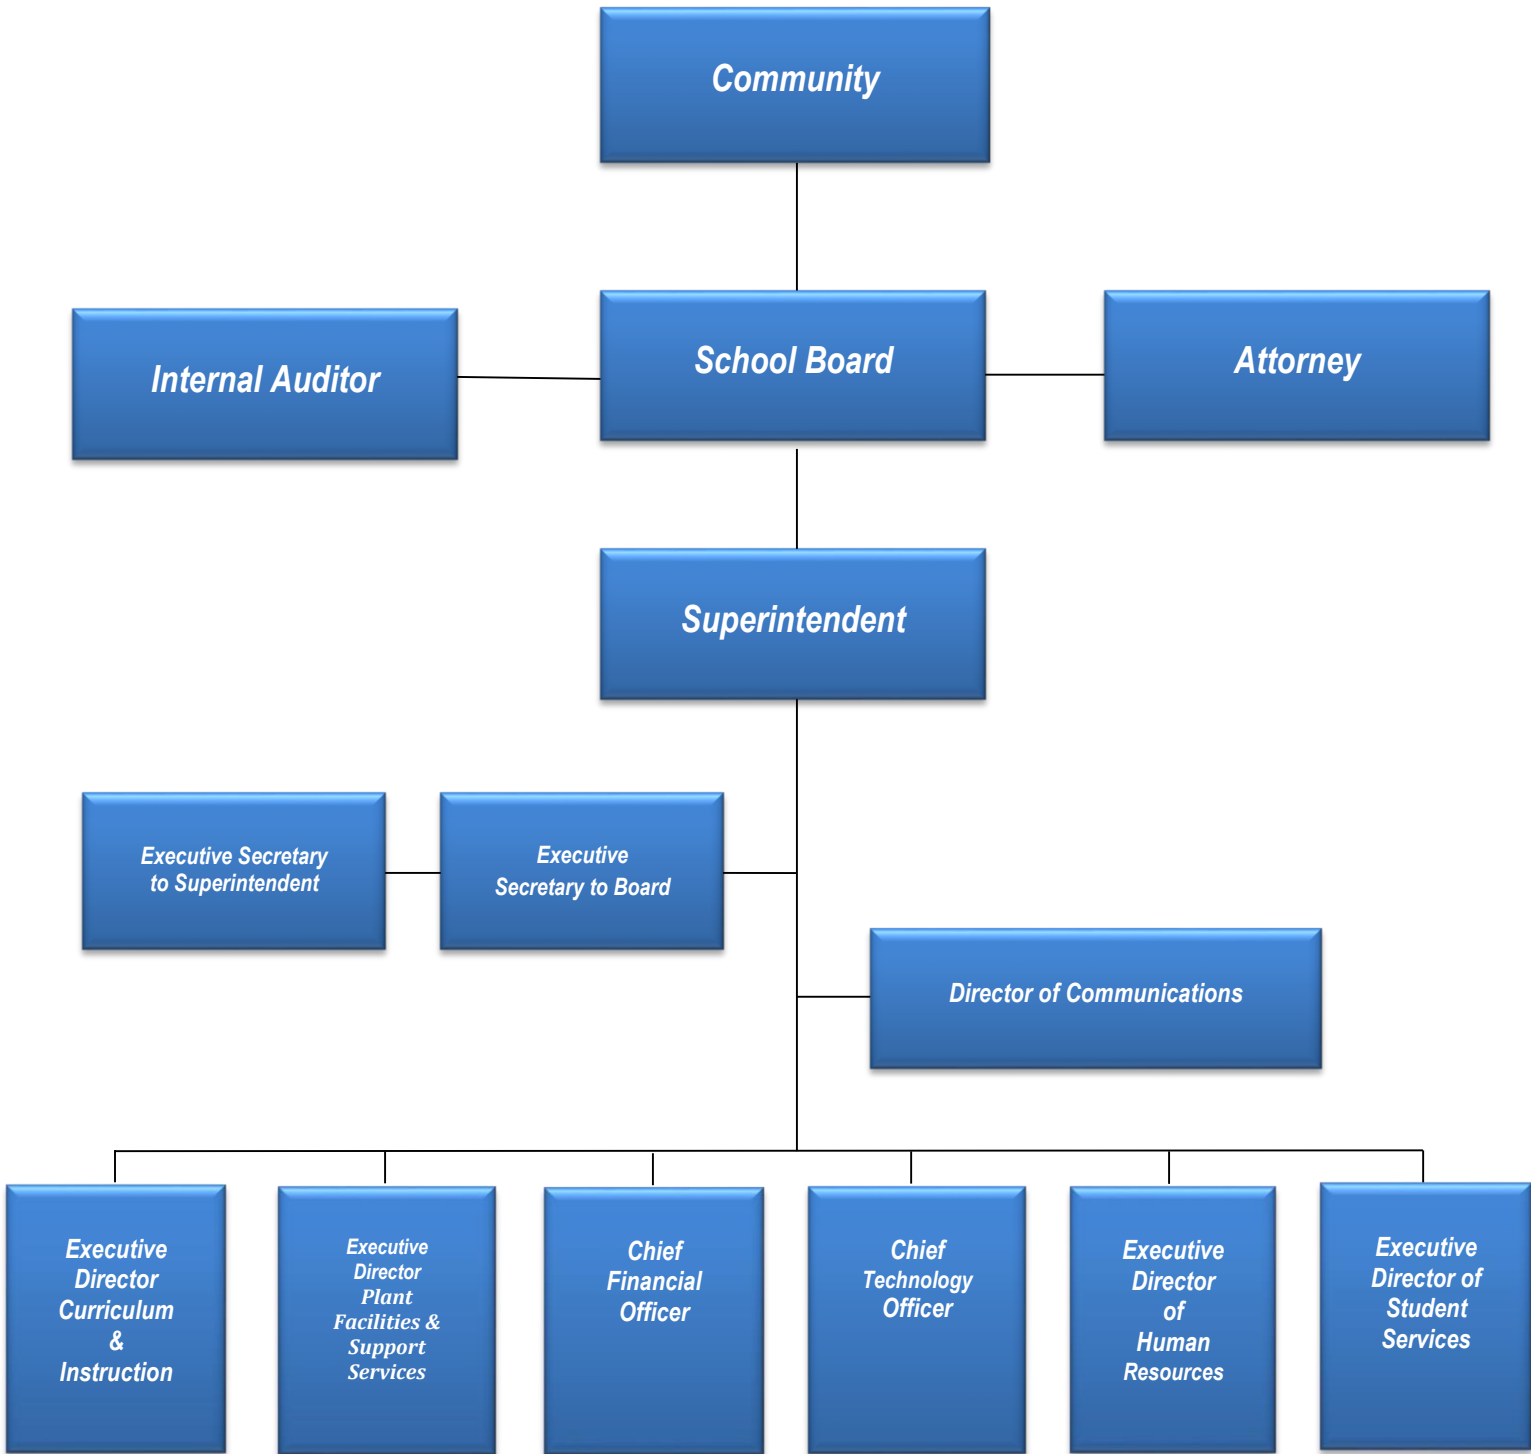 Community
Internal Auditor
School Board
Attorney
Superintendent
Executive Secretary
to Superintendent
Executive
Secretary to Board
Director of Communications
Executive
Director
Curriculum
&
Instruction
Executive
Director
Plant
Facilities &
Support
Services
Chief
Financial
Officer
Chief
Technology
Officer
Executive
Director
of
Human
Resources
Executive
Director of
Student
Services